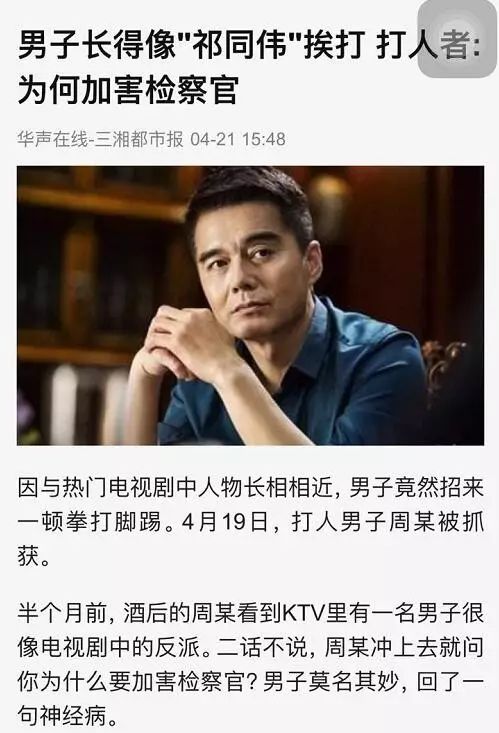 男子长得像"祁同伟"挨打 打人者:
为何加害检察官
华声在线-三湘都市报 04-21 15:48
因与热门电视剧中人物长相相近, 男子竟然招来
一顿拳打脚踢。4月19日, 打人男子周某被抓
获。
半个月前, 酒后的周某看到KTV里有一名男子很
像电视剧中的反派。二话不说, 周某冲上去就问
你为什么要加害检察官? 男子莫名其妙, 回了一
句神经病。